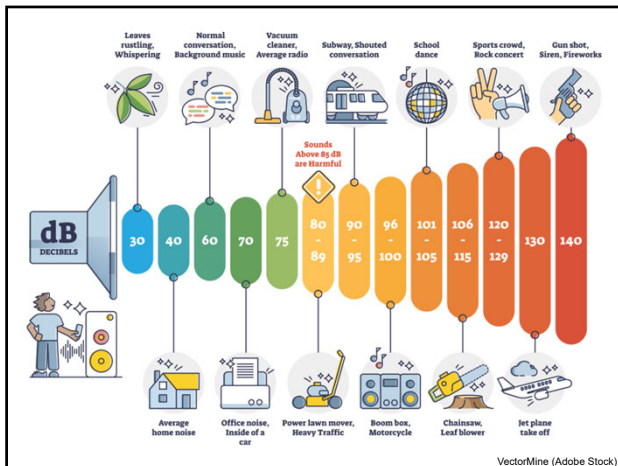 Leaves
rustling,
Whispering
Normal
conversation,
Background music
Vacuum
cleaner,
Average radio
Subway, Shouted
conversation
School
dance
Sports crowd,
Rock concert
Gun shot,
Siren, Fireworks
Sounds
Above 85 dB
are Harmful
dB
DECIBELS
30
40
60
70
75
80
-
89
90
-
95
96
-
100
101
-
105
106
-
115
120
-
129
130
140
Average
home noise
Office noise,
Inside of a
car
Power lawn mover,
Heavy Traffic
Boom box,
Motorcycle
Chainsaw,
Leaf blower
Jet plane
take off
VectorMine (Adobe Stock)